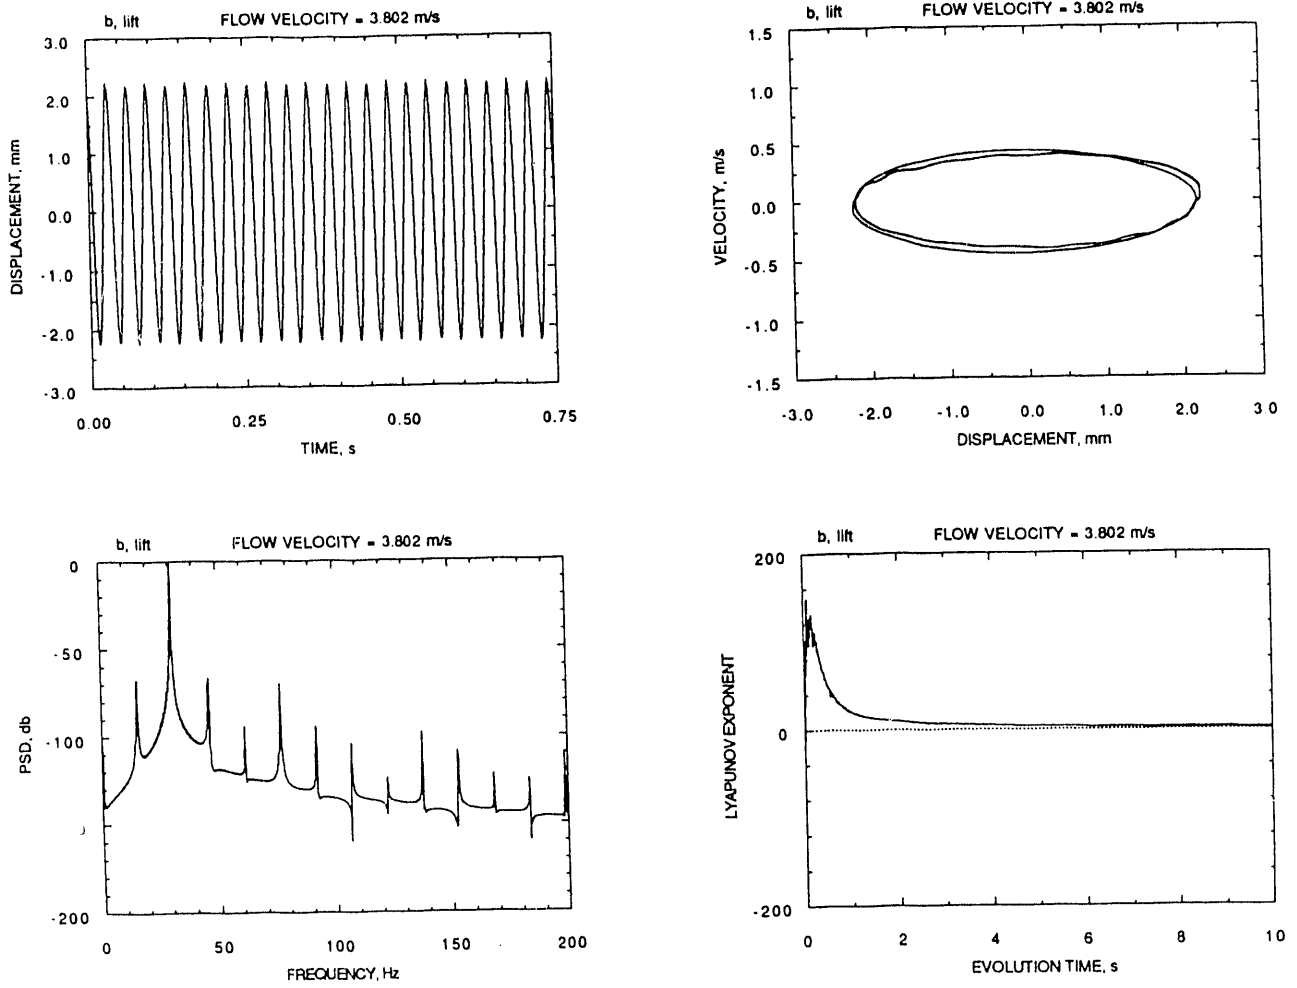 b, lift FLOW VELOCITY = 3.802 m/s
3.0
2.0
1.0
0.0
-1.0
-2.0
-3.0
DISPLACEMENT, mm
0.00 0.25 0.50 0.75
TIME, s
b, lift FLOW VELOCITY = 3.802 m/s
1.5
1.0
0.5
0.0
-0.5
-1.0
-1.5
VELOCITY, m/s
-3.0 -2.0 -1.0 0.0 1.0 2.0 3.0
DISPLACEMENT, mm
b, lift FLOW VELOCITY = 3.802 m/s
0
-50
-100
-200
PSD, db
0 50 100 150 200
FREQUENCY, Hz
b, lift FLOW VELOCITY = 3.802 m/s
200
0
-200
LYAPUNOV EXPONENT
0 2 4 6 8 10
EVOLUTION TIME, s